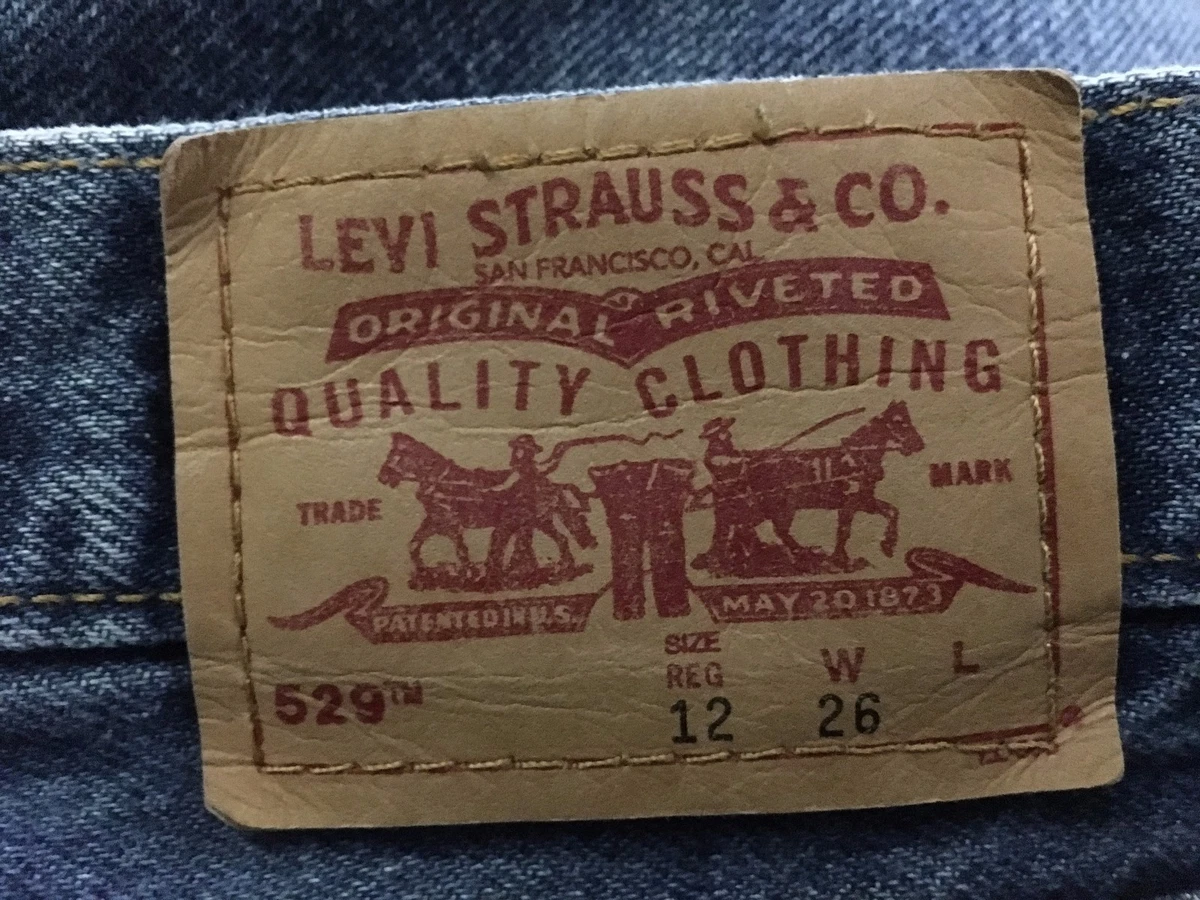 LEVI STRAUSS & CO.
SAN FRANCISCO, CAL
ORIGINAL RIVETED
QUALITY CLOTHING
TRADE MARK
PATENTED IN U.S. MAY 20 1873
SIZE
529™ REG W L
12 26